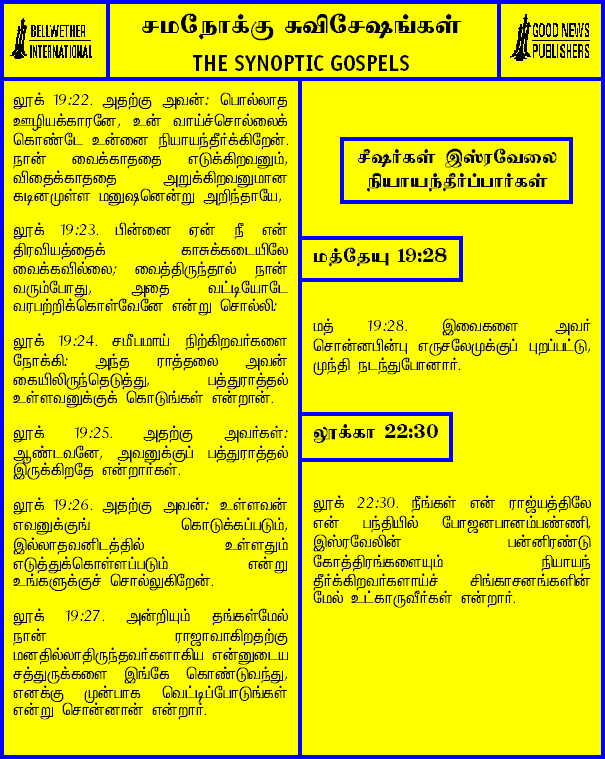 BELLWETHER
INTERNATIONAL
சமநோக்கு சுவிசேஷங்கள்
THE SYNOPTIC GOSPELS
GOOD NEWS
PUBLISHERS
லூக் 19:22. அதற்கு அவன்: பொல்லாத
ஊழியக்காரனே, உன் வாய்ச்சொல்லைக்
கொண்டே உன்னை நியாயந்தீர்க்கிறேன்.
நான் வைக்காததை எடுக்கிறவனும்,
விதைக்காததை அறுக்கிறவனுமான
கடினமுள்ள மனுஷனென்று அறிந்தாயே,
லூக் 19:23. பின்னை ஏன் நீ என்
திரவியத்தைக் காசுக்கடையிலே
வைக்கவில்லை; வைத்திருந்தால் நான்
வரும்போது, அதை வட்டியோடே
வரபற்றிக்கொள்வேனே என்று சொல்லி:
லூக் 19:24. சமீபமாய் நிற்கிறவர்களை
நோக்கி: அந்த ராத்தலை அவன்
கையிலிருந்தெடுத்து, பத்துராத்தல்
உள்ளவனுக்குக் கொடுங்கள் என்றான்.
லூக் 19:25. அதற்கு அவர்கள்:
ஆண்டவனே, அவனுக்குப் பத்துராத்தல்
இருக்கிறதே என்றார்கள்.
லூக் 19:26. அதற்கு அவன்: உள்ளவன்
எவனுக்குங் கொடுக்கப்படும்,
இல்லாதவனிடத்தில் உள்ளதும்
எடுத்துக்கொள்ளப்படும் என்று
உங்களுக்குச் சொல்லுகிறேன்.
லூக் 19:27. அன்றியும் தங்கள்மேல்
நான் ராஜாவாகிறதற்கு
மனதில்லாதிருந்தவர்களாகிய என்னுடைய
சத்துருக்களை இங்கே கொண்டுவந்து,
எனக்கு முன்பாக வெட்டிப்போடுங்கள்
என்று சொன்னான் என்றார்.
சீஷர்கள் இஸ்ரவேலை
நியாயந்தீர்ப்பார்கள்
மத்தேயு 19:28
மத் 19:28. இவைகளை அவர்
சொன்னபின்பு எருசலேமுக்குப் புறப்பட்டு,
முந்தி நடந்துபோனார்.
லூக்கா 22:30
லூக் 22:30. நீங்கள் என் ராஜ்யத்திலே
என் பந்தியில் போஜனபானம்பண்ணி,
இஸ்ரவேலின் பன்னிரண்டு
கோத்திரங்களையும் நியாயந்
தீர்க்கிறவர்களாய்ச் சிங்காசனங்களின்
மேல் உட்காருவீர்கள் என்றார்.